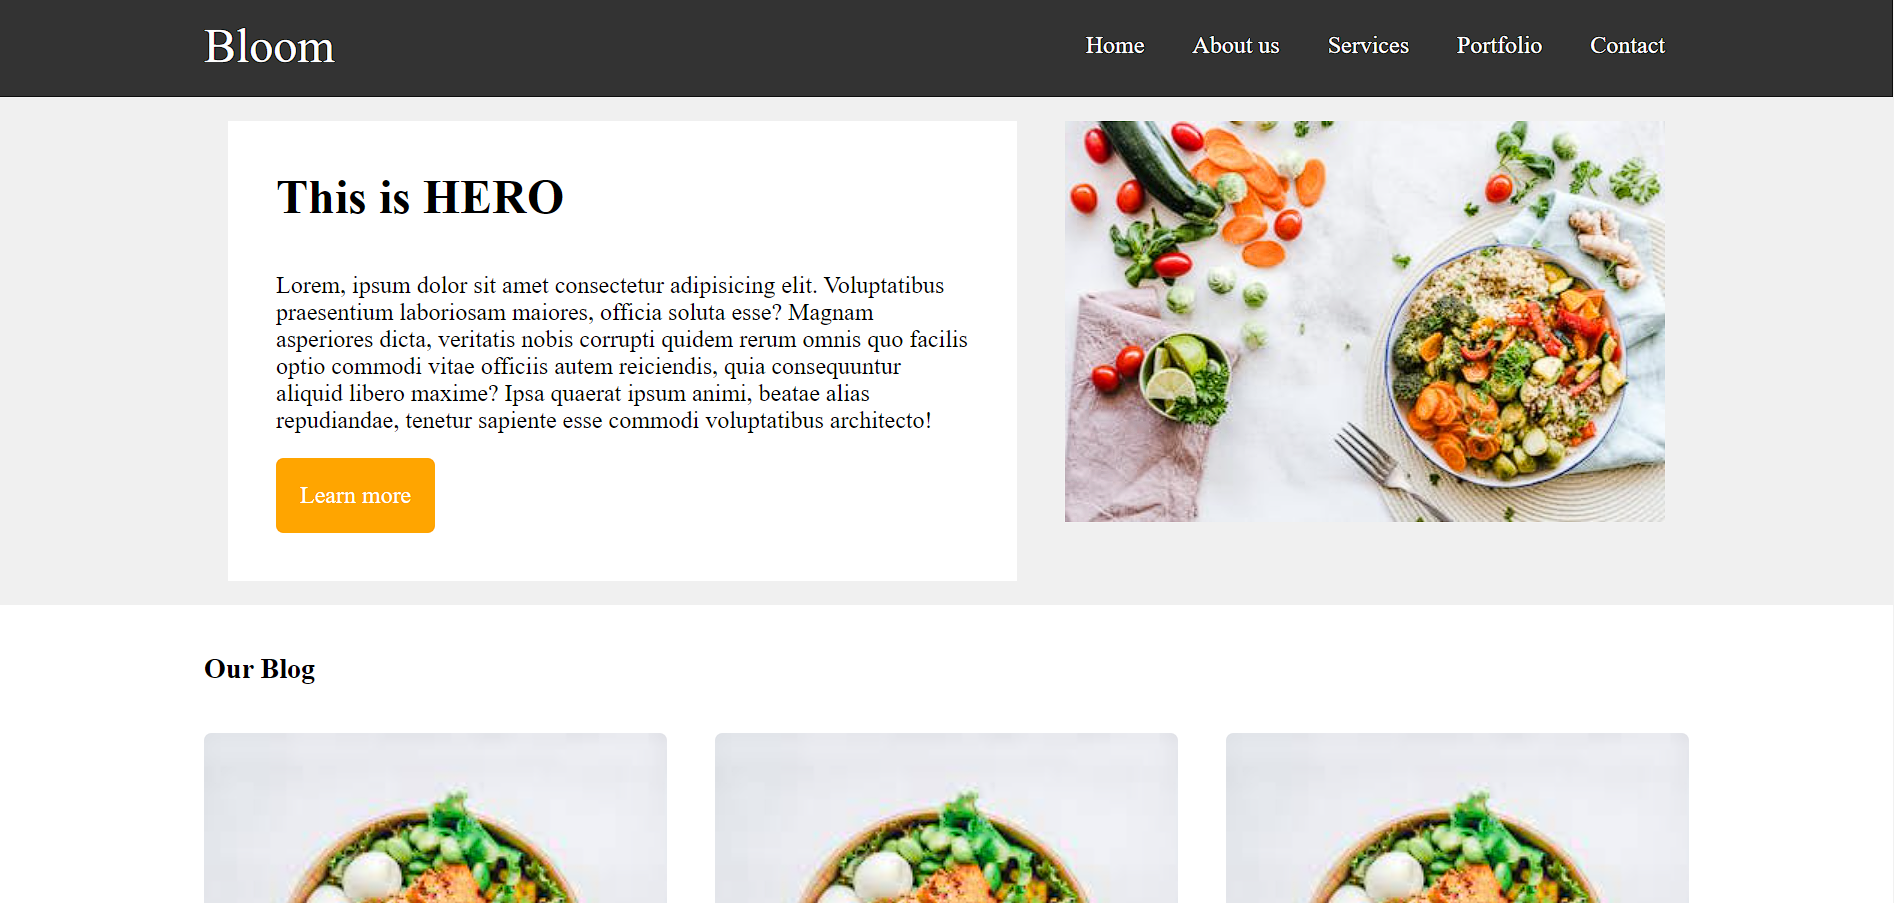 Bloom
Home About us Services Portfolio Contact
This is HERO
Lorem, ipsum dolor sit amet consectetur adipisicing elit. Voluptatibus
praesentium laboriosam maiores, officia soluta esse? Magnam
asperiores dicta, veritatis nobis corrupti quidem rerum omnis quo facilis
optio commodi vitae officiis autem reiciendis, quia consequuntur
aliquid libero maxime? Ipsa quaerat ipsum animi, beatae alias
repudiandae, tenetur sapiente esse commodi voluptatibus architecto!
Learn more
Our Blog